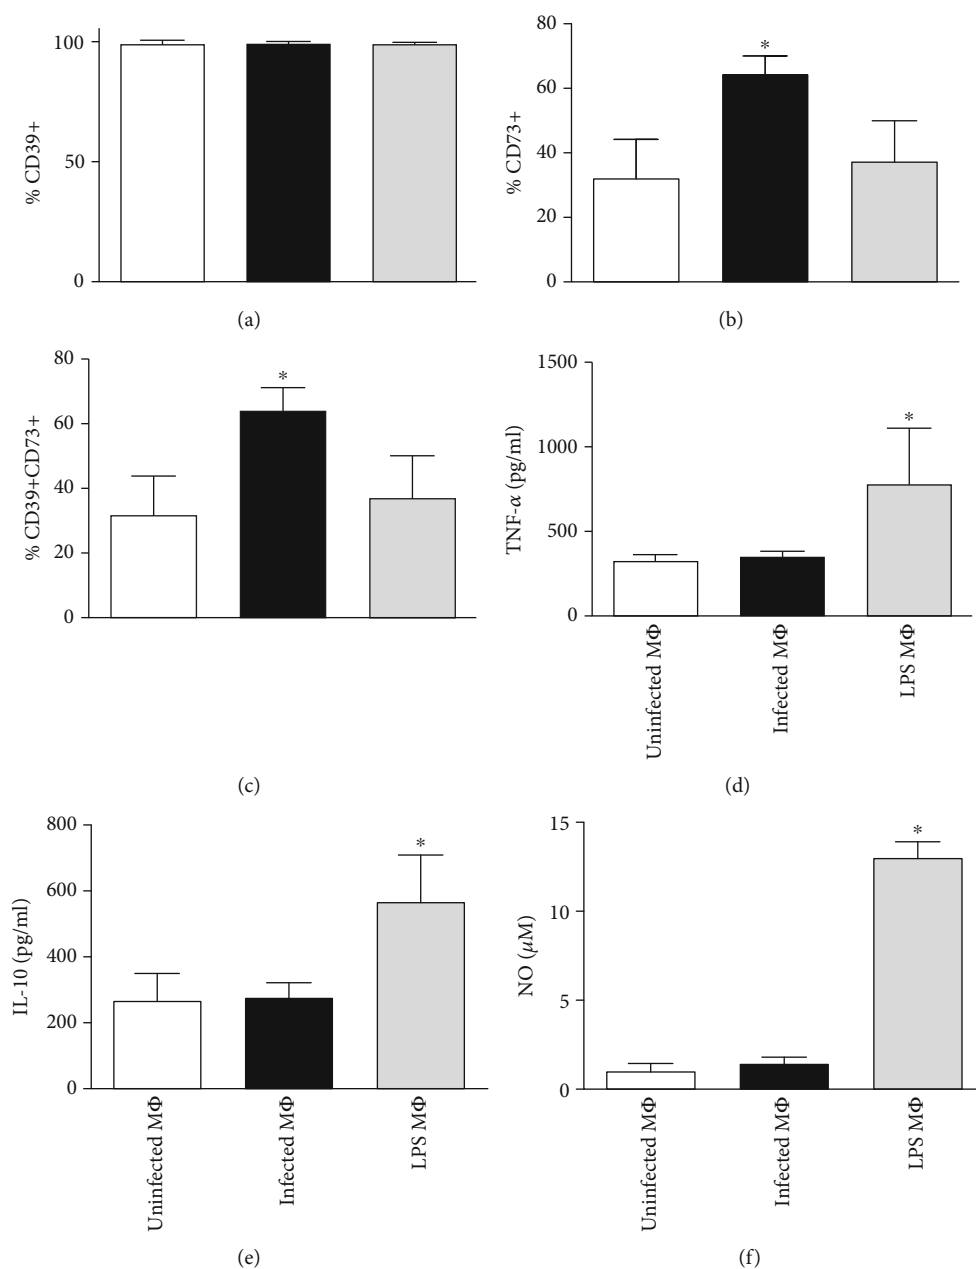 100
50
0
% CD39+
(a)
80
60
40
20
0
% CD73+
*
(b)
80
60
40
20
0
% CD39+CD73+
*
(c)
1500
1000
500
0
TNF-α (pg/ml)
*
Uninfected MΦ
Infected MΦ
LPS MΦ
(d)
800
600
400
200
0
IL-10 (pg/ml)
*
Uninfected MΦ
Infected MΦ
LPS MΦ
(e)
15
10
5
0
NO (μM)
*
Uninfected MΦ
Infected MΦ
LPS MΦ
(f)